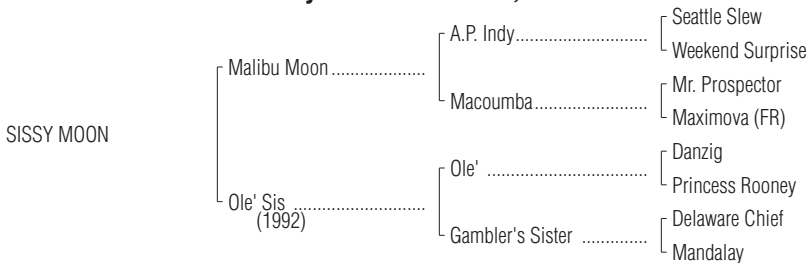 Seattle Slew
A.P. Indy
Weekend Surprise
Malibu Moon
Mr. Prospector
Macoumba
Maximova (FR)
SISSY MOON
Danzig
Ole'
Princess Rooney
Ole' Sis
(1992)
Delaware Chief
Gambler's Sister
Mandalay